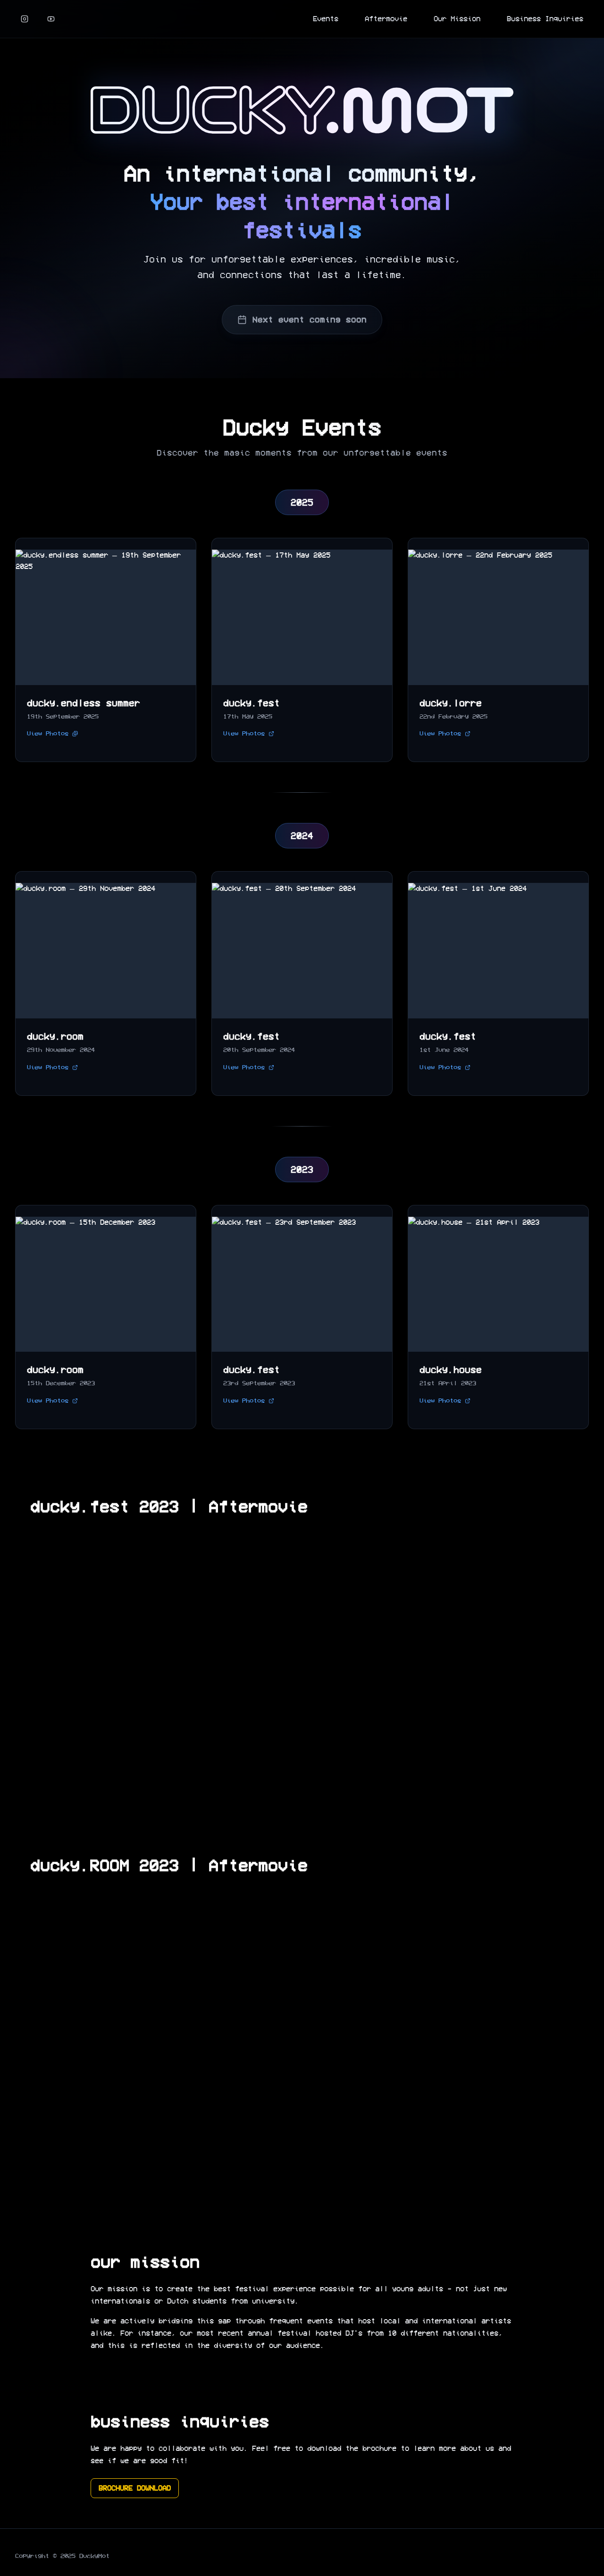 Events Aftermovie Our Mission Business Inquiries
DUCKY.MOT
An international community,
Your best international
festivals
Join us for unforgettable experiences, incredible music,
and connections that last a lifetime.
Next event coming soon
Ducky Events
Discover the magic moments from our unforgettable events
2025
ducky.endless summer – 19th September
2025
ducky.fest – 17th May 2025
ducky.lorre – 22nd February 2025
ducky.endless summer
19th September 2025
View Photos
ducky.fest
17th May 2025
View Photos
ducky.lorre
22nd February 2025
View Photos
2024
ducky.room – 29th November 2024
ducky.fest – 20th September 2024
ducky.fest – 1st June 2024
ducky.room
29th November 2024
View Photos
ducky.fest
20th September 2024
View Photos
ducky.fest
1st June 2024
View Photos
2023
ducky.room – 15th December 2023
ducky.fest – 23rd September 2023
ducky.house – 21st April 2023
ducky.room
15th December 2023
View Photos
ducky.fest
23rd September 2023
View Photos
ducky.house
21st April 2023
View Photos
ducky.fest 2023 | Aftermovie
ducky.ROOM 2023 | Aftermovie
our mission
Our mission is to create the best festival experience possible for all young adults - not just new
internationals or Dutch students from university.
We are actively bridging this gap through frequent events that host local and international artists
alike. For instance, our most recent annual festival hosted DJ's from 10 different nationalities,
and this is reflected in the diversity of our audience.
business inquiries
We are happy to collaborate with you. Feel free to download the brochure to learn more about us and
see if we are good fit!
BROCHURE DOWNLOAD
Copyright © 2025 DuckyMot